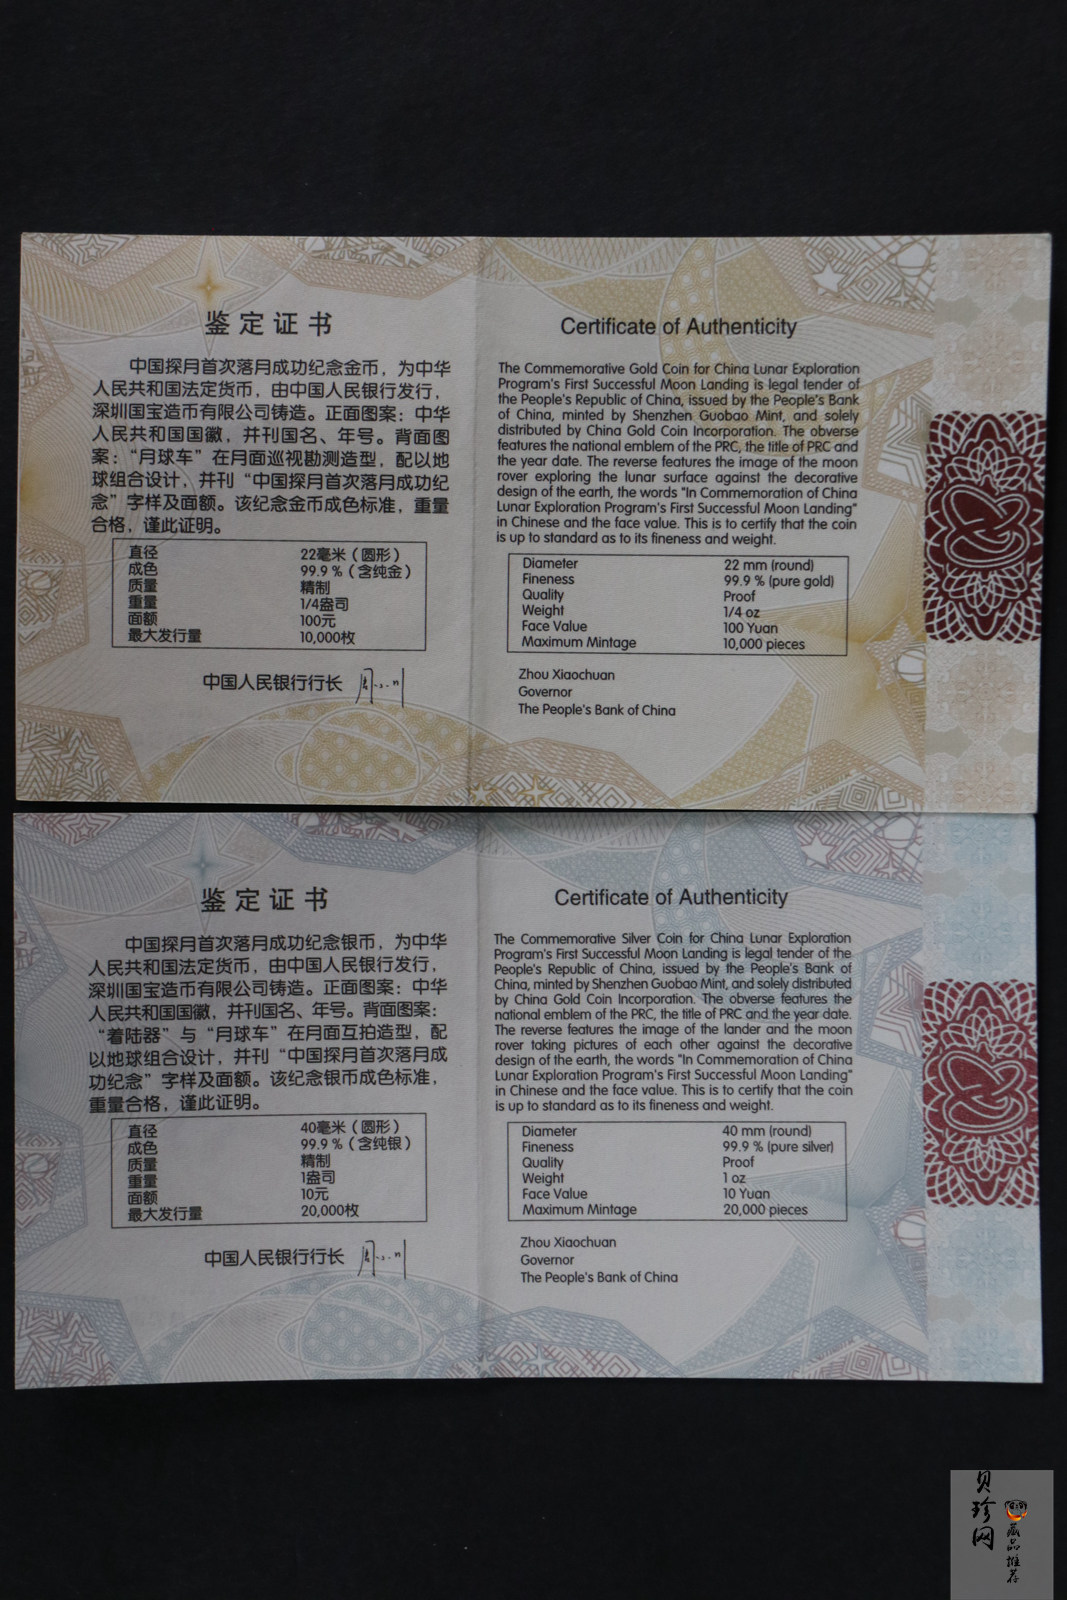 鉴定证书
中国探月首次落月成功纪念金币，为中华
人民共和国法定货币，由中国人民银行发行，
深圳国宝造币有限公司铸造。正面图案：中华
人民共和国国徽，并刊国名、年号。背面图
案：“月球车”在月面巡视勘测造型，配以地
球组合设计，并刊“中国探月首次落月成功纪
念”字样及面额。该纪念金币成色标准，重量
合格，谨此证明。
直径 22毫米（圆形）
成色 99.9％（含纯金）
质量 精制
重量 1/4盎司
面额 100元
最大发行量 10,000枚
中国人民银行行长
Certificate of Authenticity
The Commemorative Gold Coin for China Lunar Exploration
Program's First Successful Moon Landing is legal tender of
the People's Republic of China, issued by the People's Bank
of China, minted by Shenzhen Guobao Mint, and solely
distributed by China Gold Coin Incorporation. The obverse
features the national emblem of the PRC, the title of PRC and
the year date. The reverse features the image of the moon
rover exploring the lunar surface against the decorative
design of the earth, the words "In Commemoration of China
Lunar Exploration Program's First Successful Moon Landing"
in Chinese and the face value. This is to certify that the coin
is up to standard as to its fineness and weight.
Diameter 22 mm (round)
Fineness 99.9 % (pure gold)
Quality Proof
Weight 1/4 oz
Face Value 100 Yuan
Maximum Mintage 10,000 pieces
Zhou Xiaochuan
Governor
The People's Bank of China
鉴定证书
中国探月首次落月成功纪念银币，为中华
人民共和国法定货币，由中国人民银行发行，
深圳国宝造币有限公司铸造。正面图案：中华
人民共和国国徽，并刊国名、年号。背面图案：
“着陆器”与“月球车”在月面互拍造型，配
以地球组合设计，并刊“中国探月首次落月成
功纪念”字样及面额。该纪念银币成色标准，
重量合格，谨此证明。
直径 40毫米（圆形）
成色 99.9％（含纯银）
质量 精制
重量 1盎司
面额 10元
最大发行量 20,000枚
中国人民银行行长
Certificate of Authenticity
The Commemorative Silver Coin for China Lunar Exploration
Program's First Successful Moon Landing is legal tender of the
People's Republic of China, issued by the People's Bank of
China, minted by Shenzhen Guobao Mint, and solely distributed
by China Gold Coin Incorporation. The obverse features the
national emblem of the PRC, the title of PRC and the year date.
The reverse features the image of the lander and the moon
rover taking pictures of each other against the decorative
design of the earth, the words "In Commemoration of China
Lunar Exploration Program's First Successful Moon Landing"
in Chinese and the face value. This is to certify that the coin
is up to standard as to its fineness and weight.
Diameter 40 mm (round)
Fineness 99.9 % (pure silver)
Quality Proof
Weight 1 oz
Face Value 10 Yuan
Maximum Mintage 20,000 pieces
Zhou Xiaochuan
Governor
The People's Bank of China
贝珍网
藏品推荐